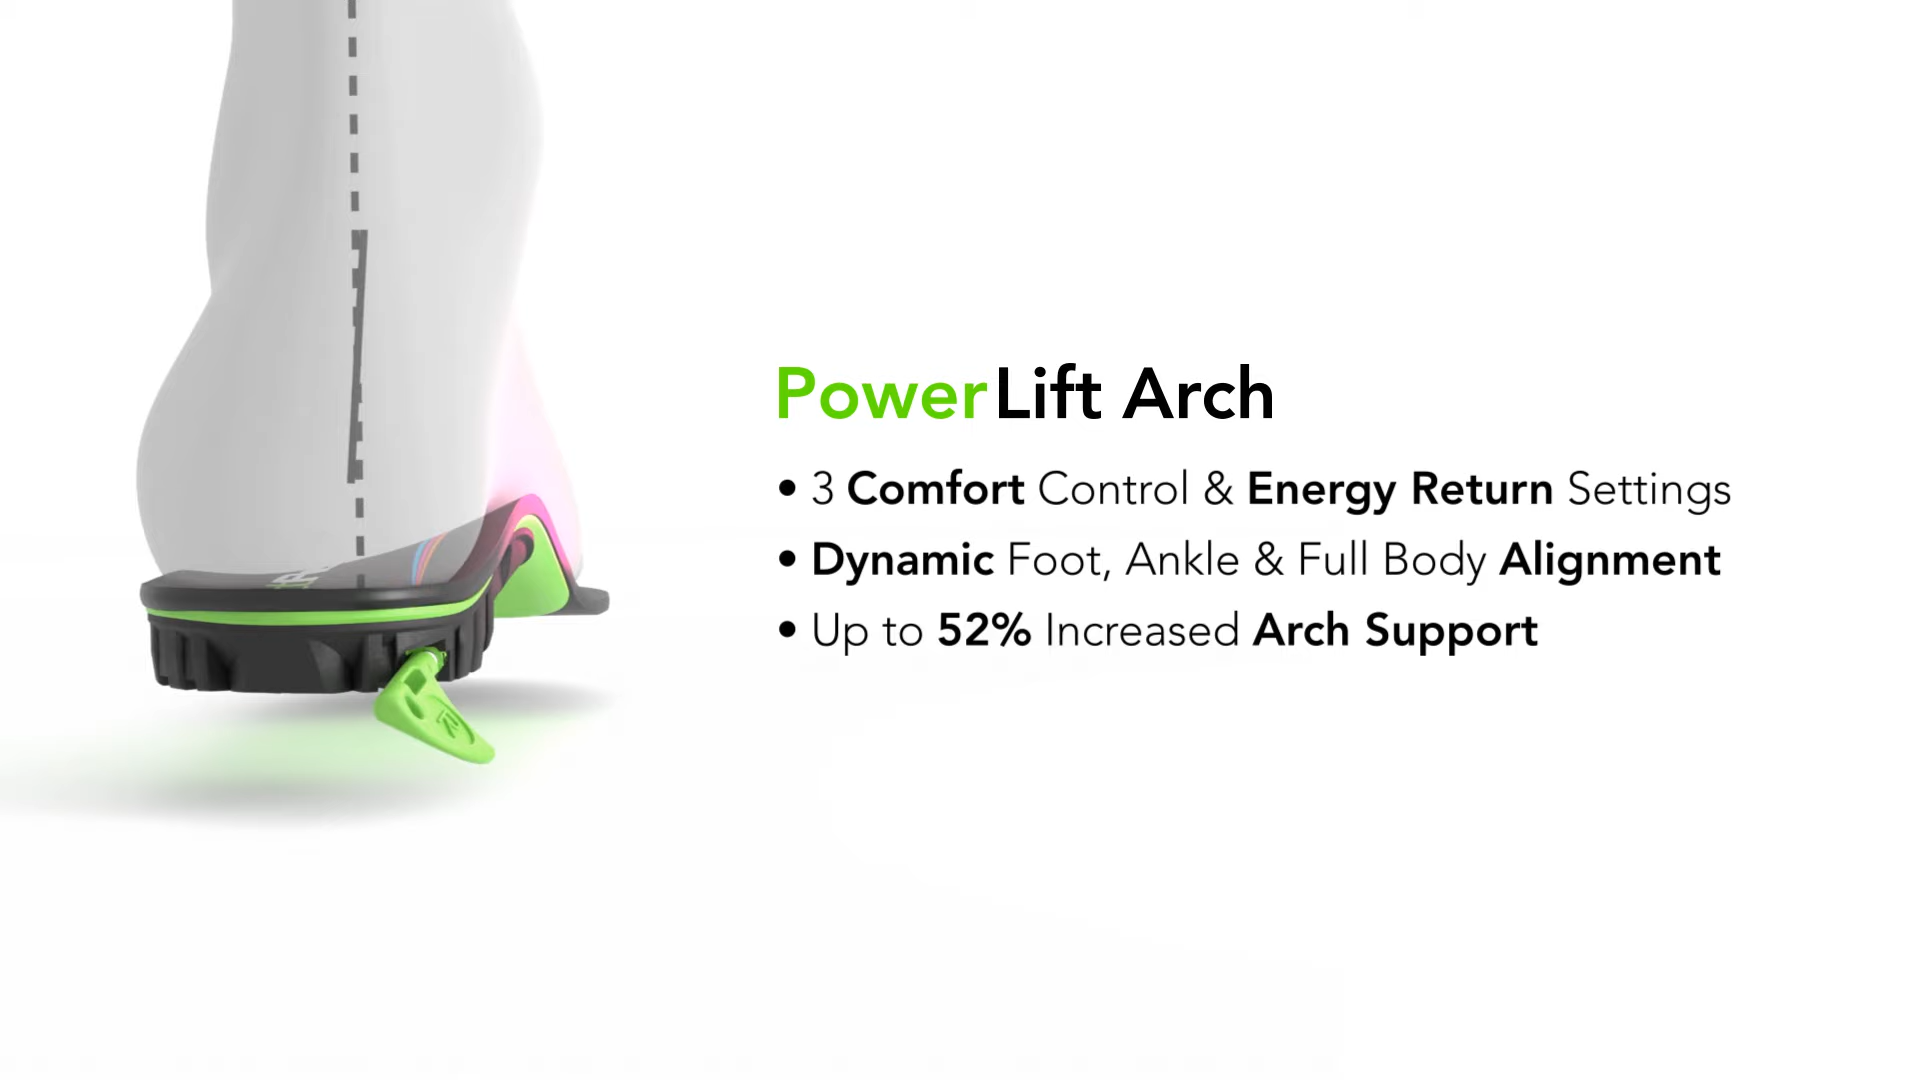 PowerLift Arch
• 3 Comfort Control & Energy Return Settings
• Dynamic Foot, Ankle & Full Body Alignment
• Up to 52% Increased Arch Support